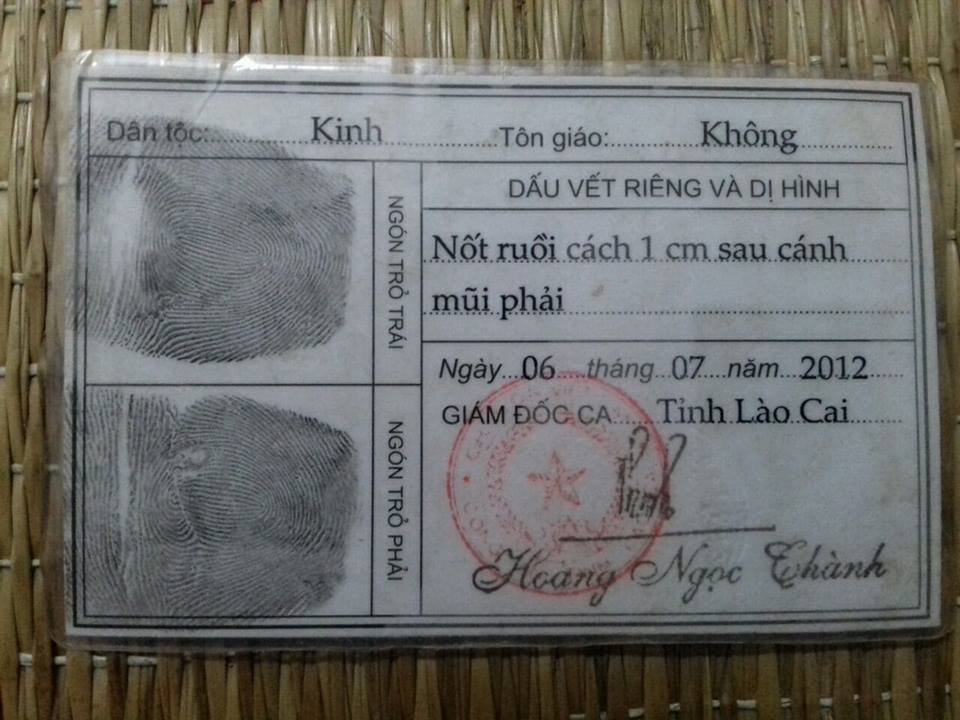 Dân tộc: Kinh Tôn giáo: Không
NGÓN TRỎ TRÁI
NGÓN TRỎ PHẢI
DẤU VẾT RIÊNG VÀ DỊ HÌNH
Nốt ruồi cách 1 cm sau cánh
mũi phải
Ngày 06 tháng 07 năm 2012
GIÁM ĐỐC CA Tỉnh Lào Cai
Hoàng Ngọc Thành